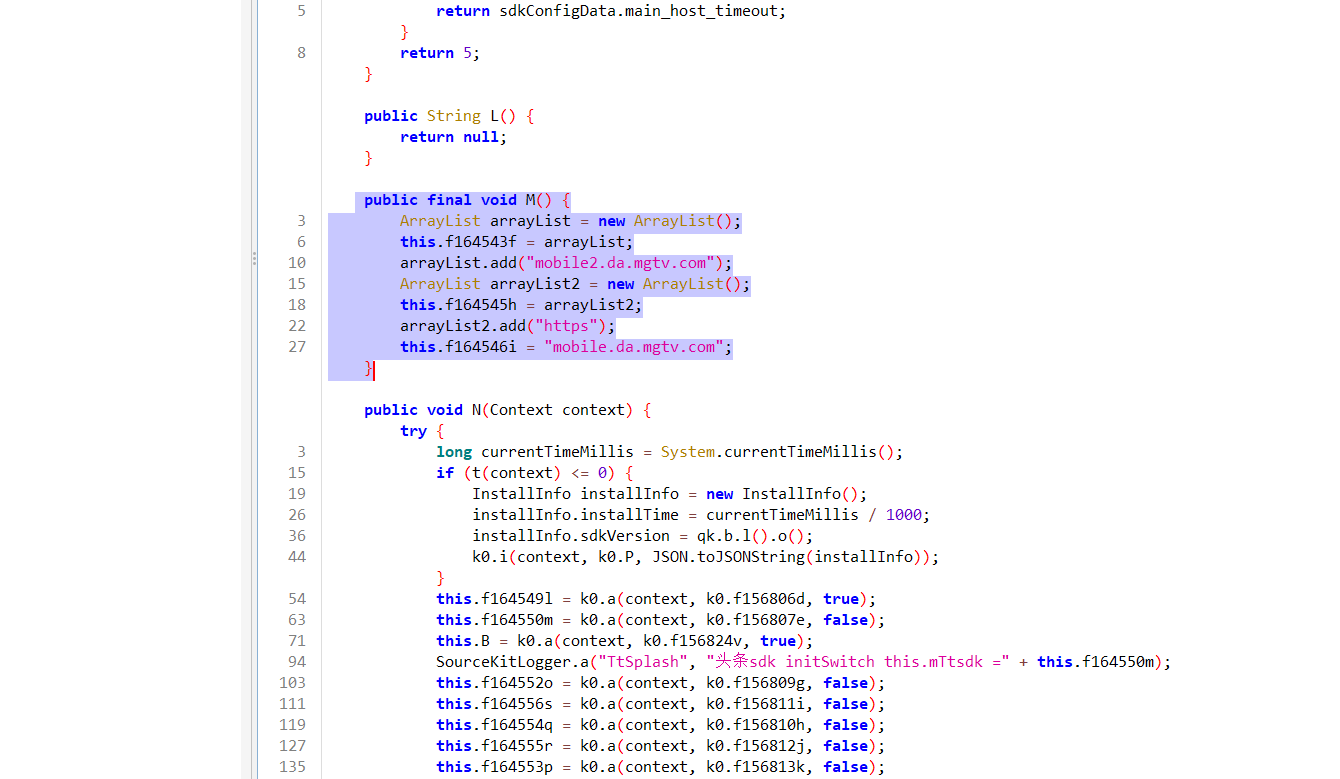 5 return sdkConfigData.main_host_timeout;
}
8 return 5;
}
public String L() {
return null;
}
public final void M() {
3 ArrayList arrayList = new ArrayList();
6 this.f164543f = arrayList;
10 arrayList.add("mobile2.da.mgtv.com");
15 ArrayList arrayList2 = new ArrayList();
18 this.f164545h = arrayList2;
22 arrayList2.add("https");
27 this.f164546i = "mobile.da.mgtv.com";
}
public void N(Context context) {
try {
3 long currentTimeMillis = System.currentTimeMillis();
15 if (t(context) <= 0) {
19 InstallInfo installInfo = new InstallInfo();
26 installInfo.installTime = currentTimeMillis / 1000;
36 installInfo.sdkVersion = qk.b.l().o();
44 k0.i(context, k0.P, JSON.toJSONString(installInfo));
}
54 this.f164549l = k0.a(context, k0.f156806d, true);
63 this.f164550m = k0.a(context, k0.f156807e, false);
71 this.B = k0.a(context, k0.f156824v, true);
94 SourceKitLogger.a("TtSplash", "头条sdk initSwitch this.mTtsdk =" + this.f164550m);
103 this.f164552o = k0.a(context, k0.f156809g, false);
111 this.f164556s = k0.a(context, k0.f156811i, false);
119 this.f164554q = k0.a(context, k0.f156810h, false);
127 this.f164555r = k0.a(context, k0.f156812j, false);
135 this.f164553p = k0.a(context, k0.f156813k, false);